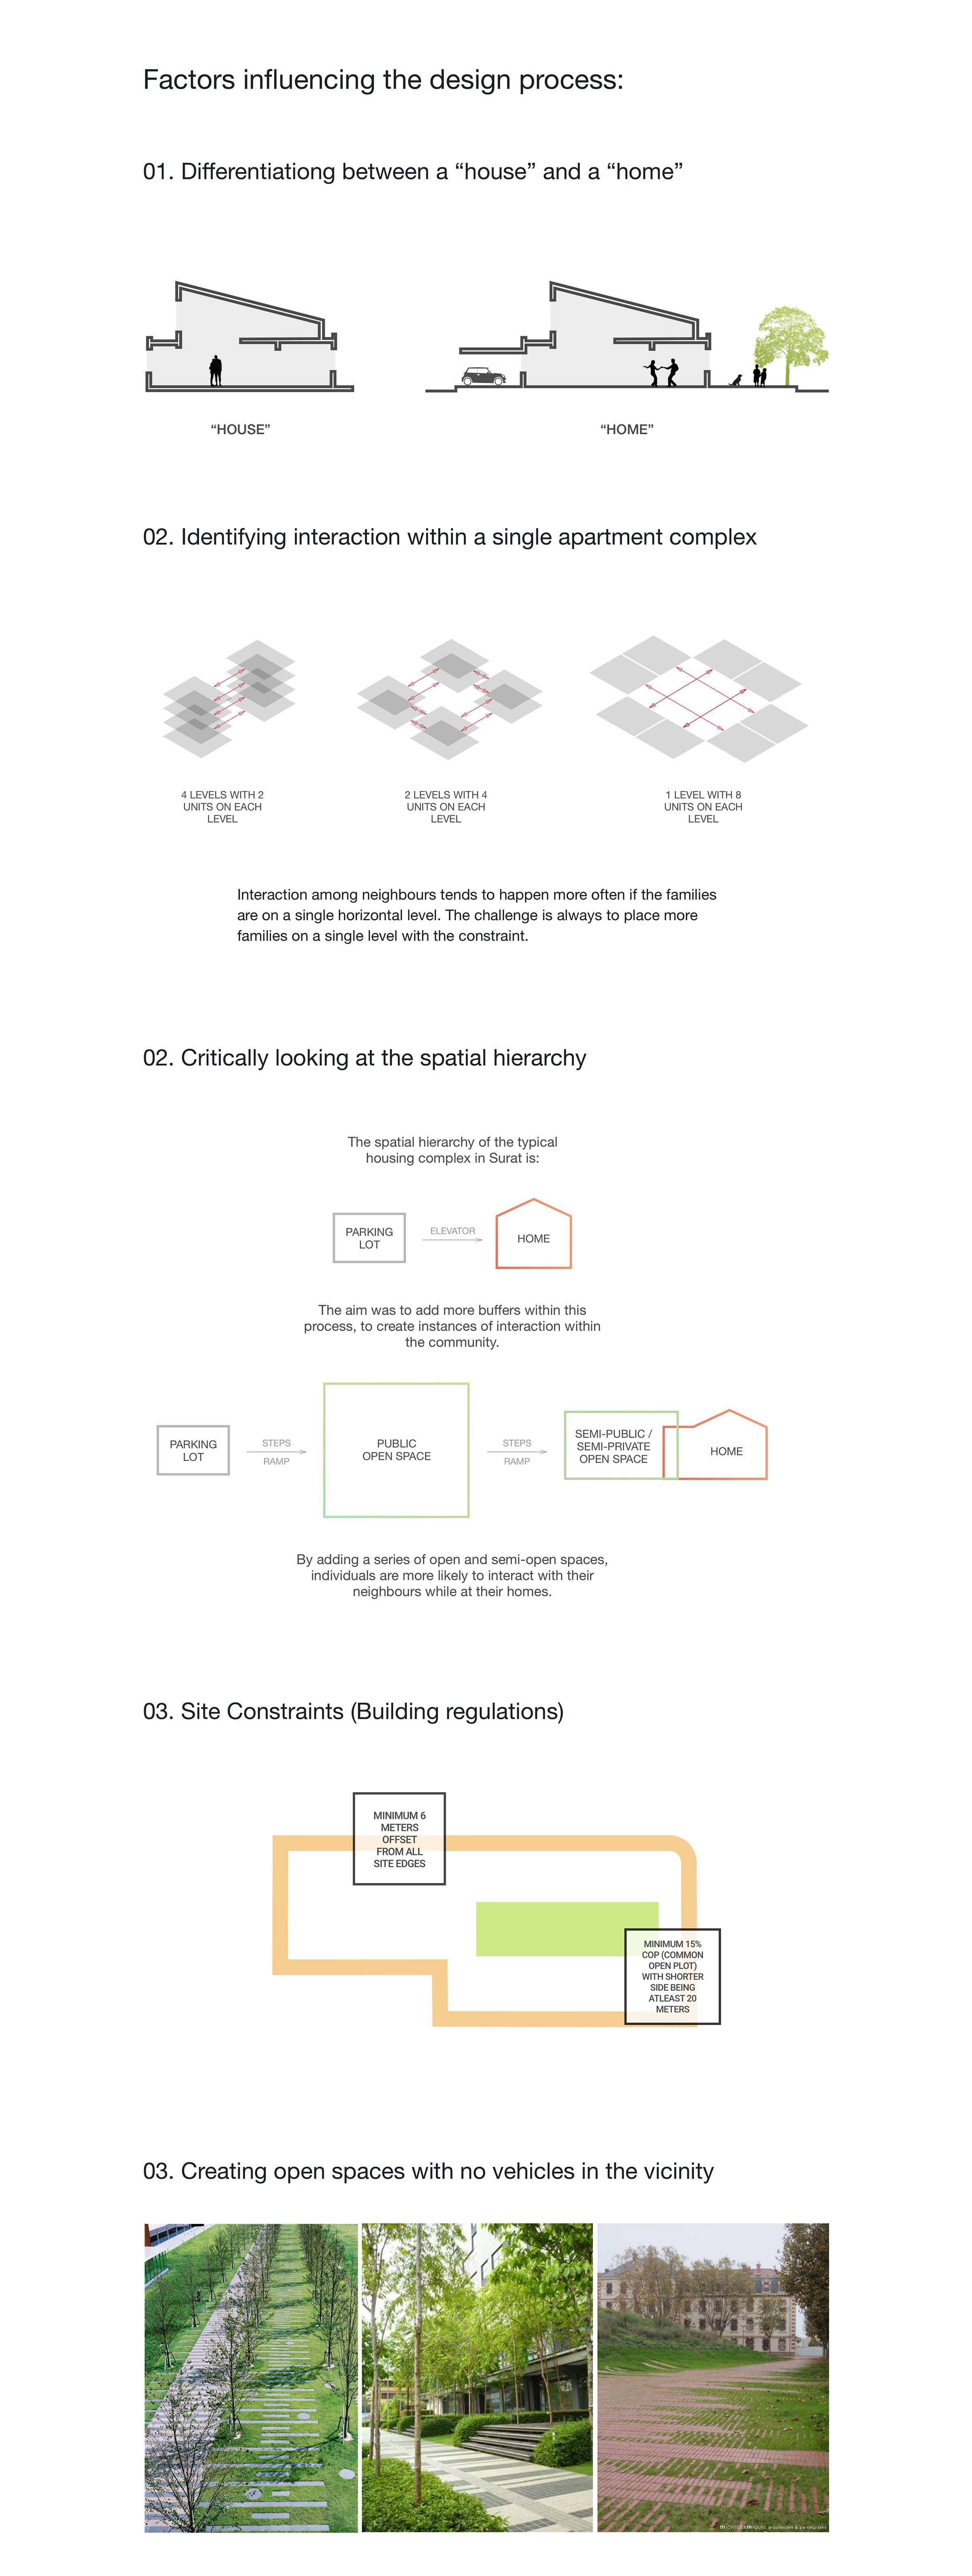 Factors influencing the design process:
01. Differentiationg between a “house” and a “home”
“HOUSE”
“HOME”
02. Identifying interaction within a single apartment complex
4 LEVELS WITH 2
UNITS ON EACH
LEVEL
2 LEVELS WITH 4
UNITS ON EACH
LEVEL
1 LEVEL WITH 8
UNITS ON EACH
LEVEL
Interaction among neighbours tends to happen more often if the families
are on a single horizontal level. The challenge is always to place more
families on a single level with the constraint.
02. Critically looking at the spatial hierarchy
The spatial hierarchy of the typical
housing complex in Surat is:
PARKING
LOT
ELEVATOR
HOME
The aim was to add more buffers within this
process, to create instances of interaction within
the community.
PARKING
LOT
STEPS
RAMP
PUBLIC
OPEN SPACE
STEPS
RAMP
SEMI-PUBLIC /
SEMI-PRIVATE
OPEN SPACE
HOME
By adding a series of open and semi-open spaces,
individuals are more likely to interact with their
neighbours while at their homes.
03. Site Constraints (Building regulations)
MINIMUM 6
METERS
OFFSET
FROM ALL
SITE EDGES
MINIMUM 15%
COP (COMMON
OPEN PLOT)
WITH SHORTER
SIDE BEING
ATLEAST 20
METERS
03. Creating open spaces with no vehicles in the vicinity